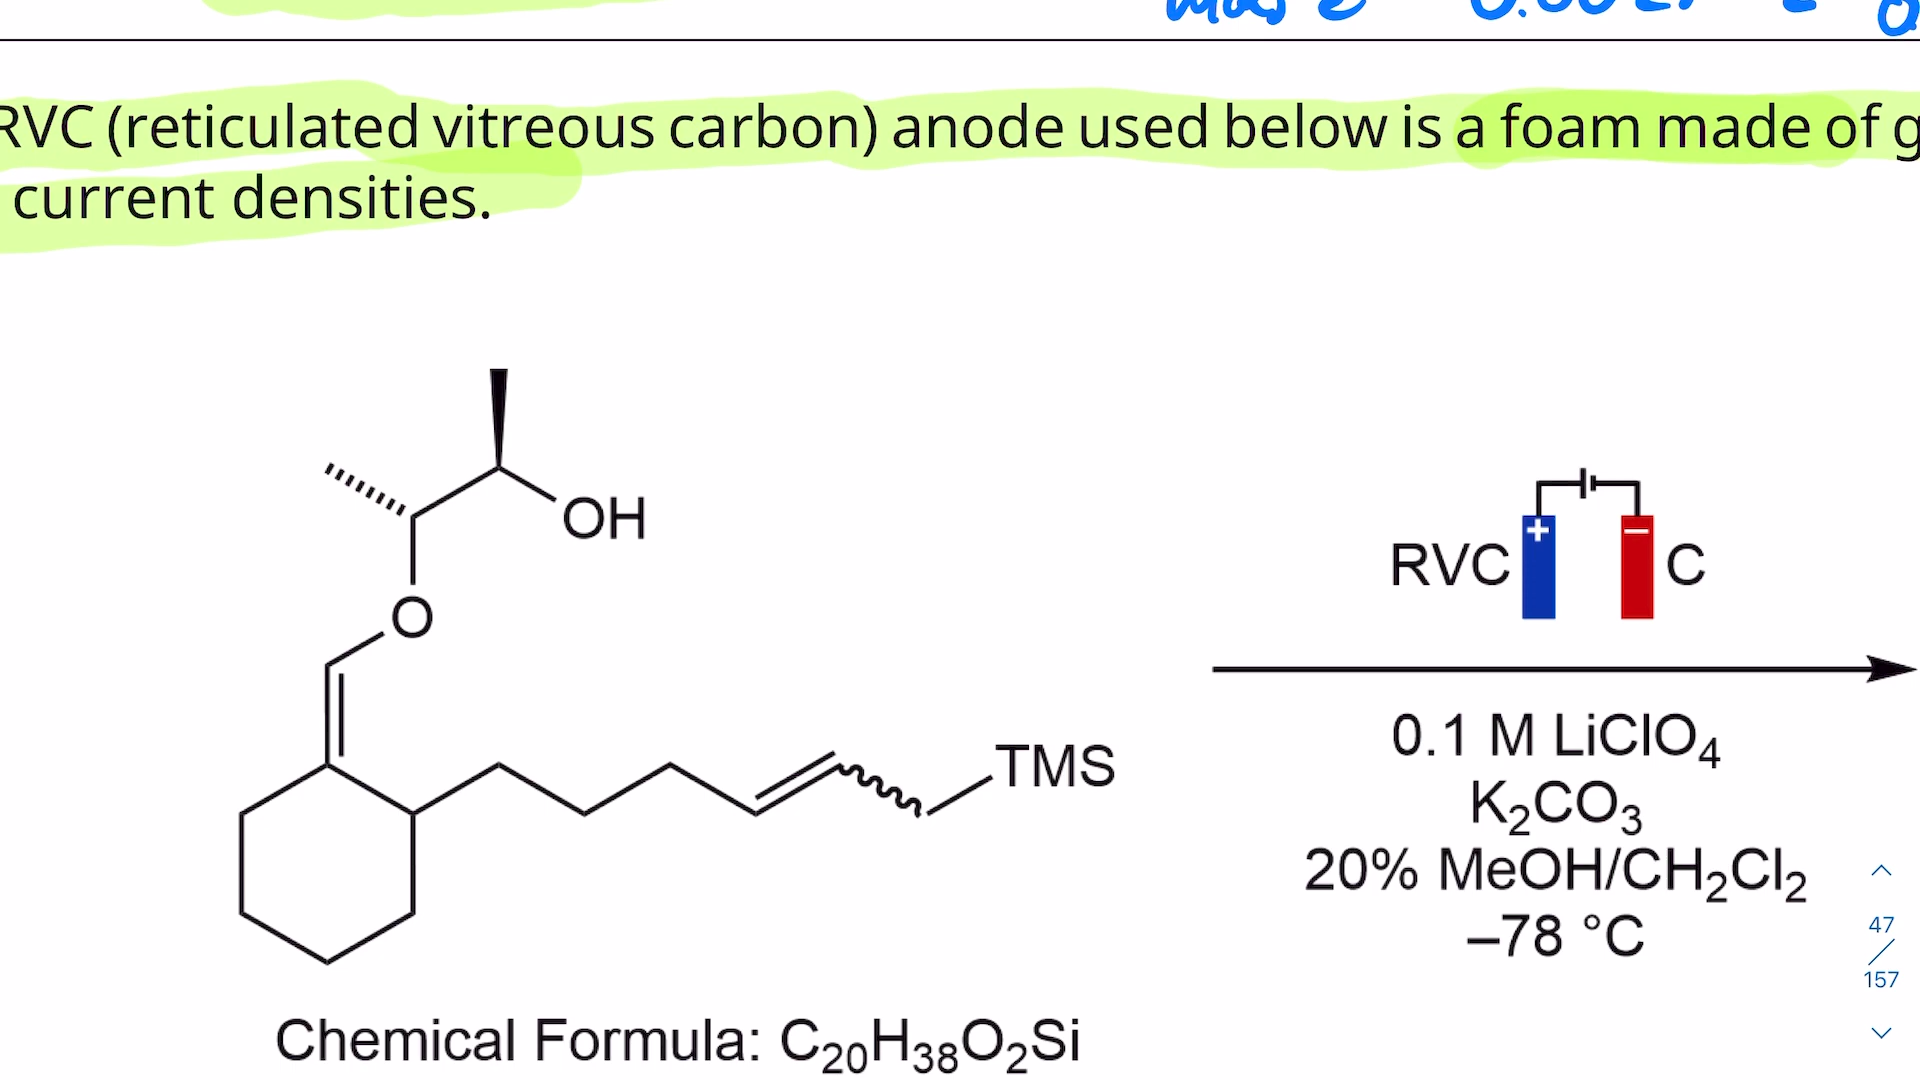 RVC (reticulated vitreous carbon) anode used below is a foam made of
current densities.
OH
O
TMS
RVC + − C
0.1 M LiClO₄
K₂CO₃
20% MeOH/CH₂Cl₂
–78 °C
47
/
157
Chemical Formula: C₂₀H₃₈O₂Si